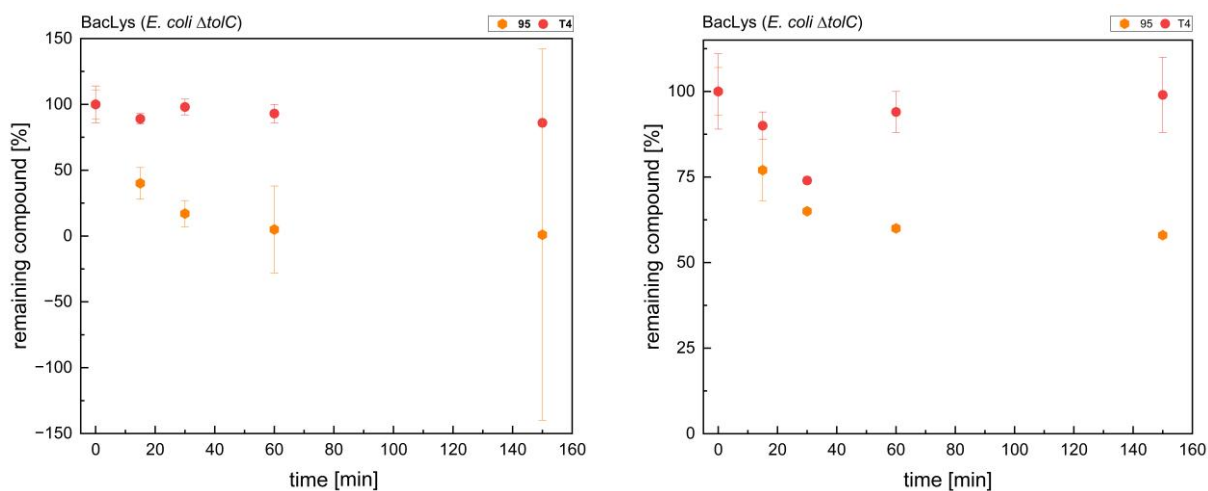 BacLys (E. coli ΔtolC)
95 T4
150
100
50
0
−50
−100
−150
remaining compound [%]
0 20 40 60 80 100 120 140 160
time [min]
BacLys (E. coli ΔtolC)
95 T4
100
75
50
25
0
remaining compound [%]
0 20 40 60 80 100 120 140 160
time [min]